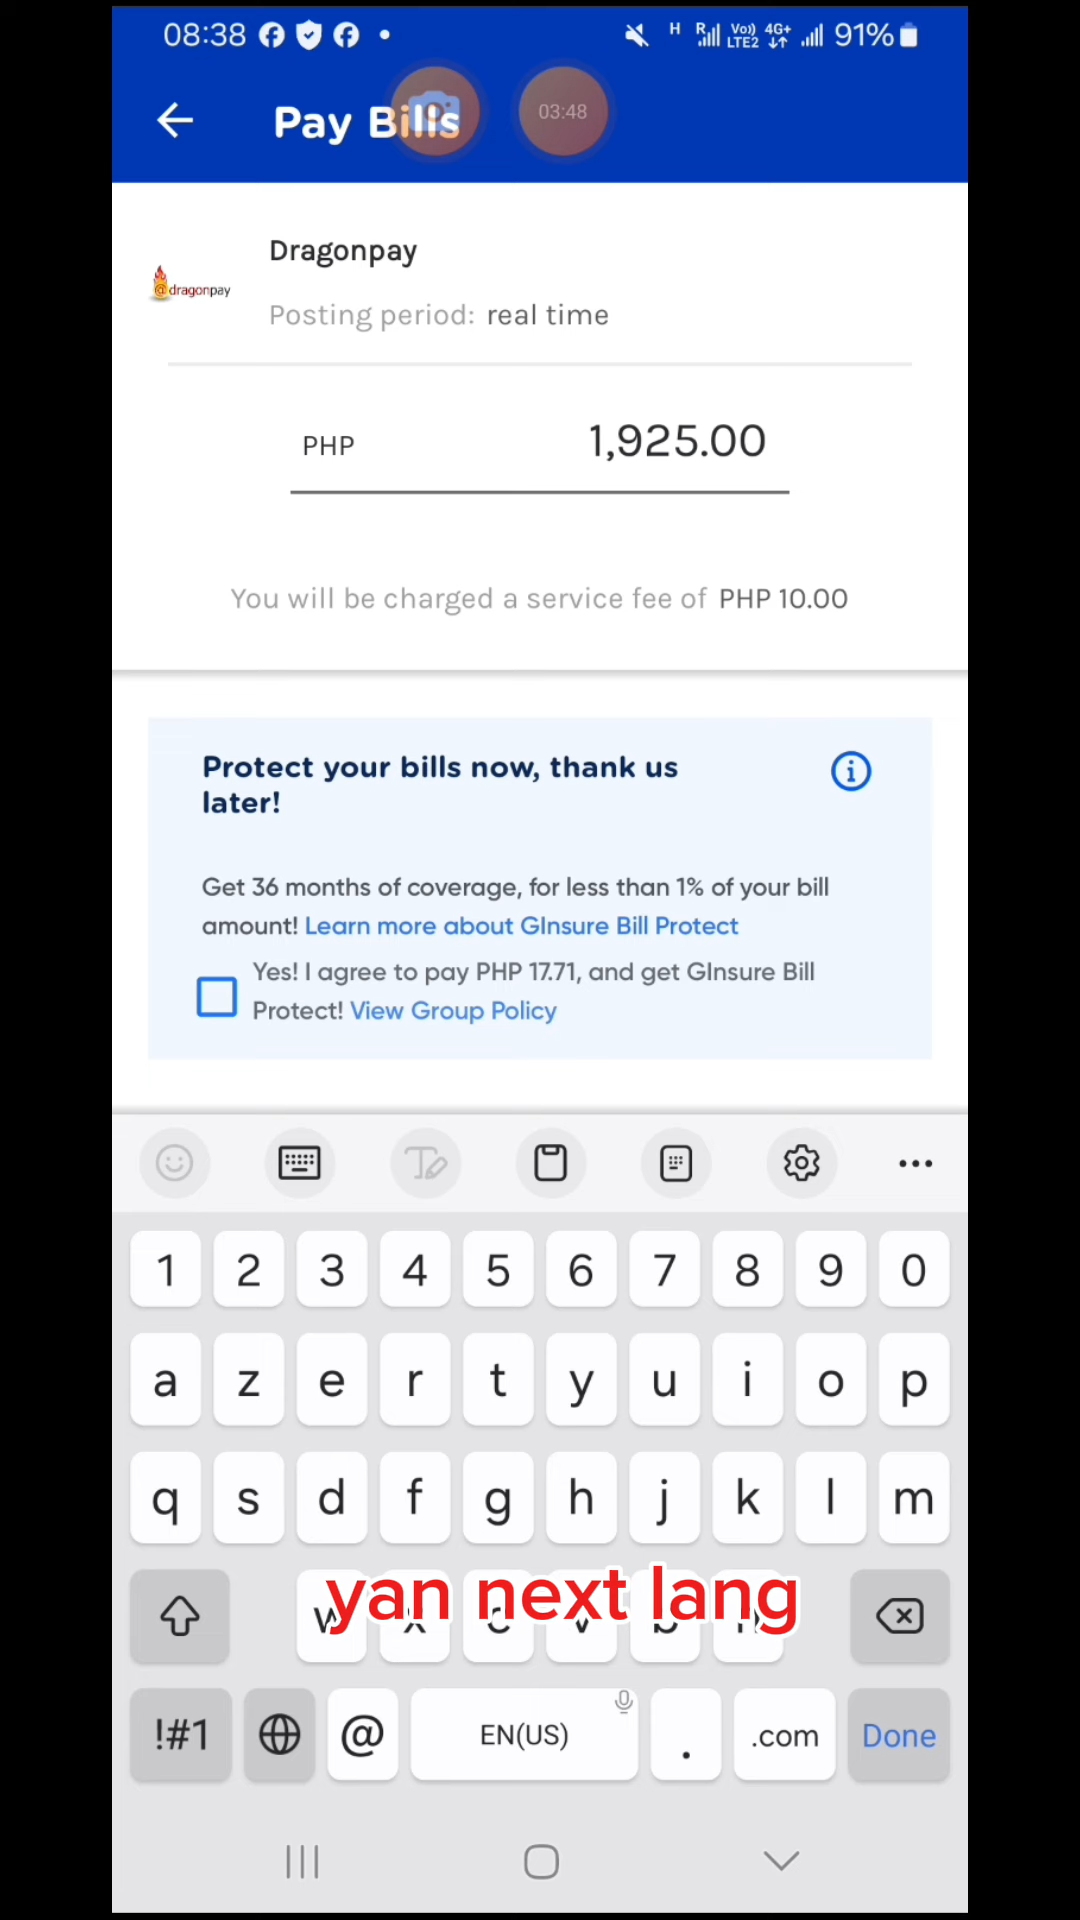 08:38
H R Vo)) LTE2 4G+ 91%
Pay Bills
03:48
Dragonpay
dragonpay
Posting period: real time
PHP 1,925.00
You will be charged a service fee of PHP 10.00
Protect your bills now, thank us
later!
Get 36 months of coverage, for less than 1% of your bill
amount! Learn more about GInsure Bill Protect
Yes! I agree to pay PHP 17.71, and get GInsure Bill
Protect! View Group Policy
1 2 3 4 5 6 7 8 9 0
a z e r t y u i o p
q s d f g h j k l m
yan next lang
w x c v b n
!#1 @ EN(US) . .com Done